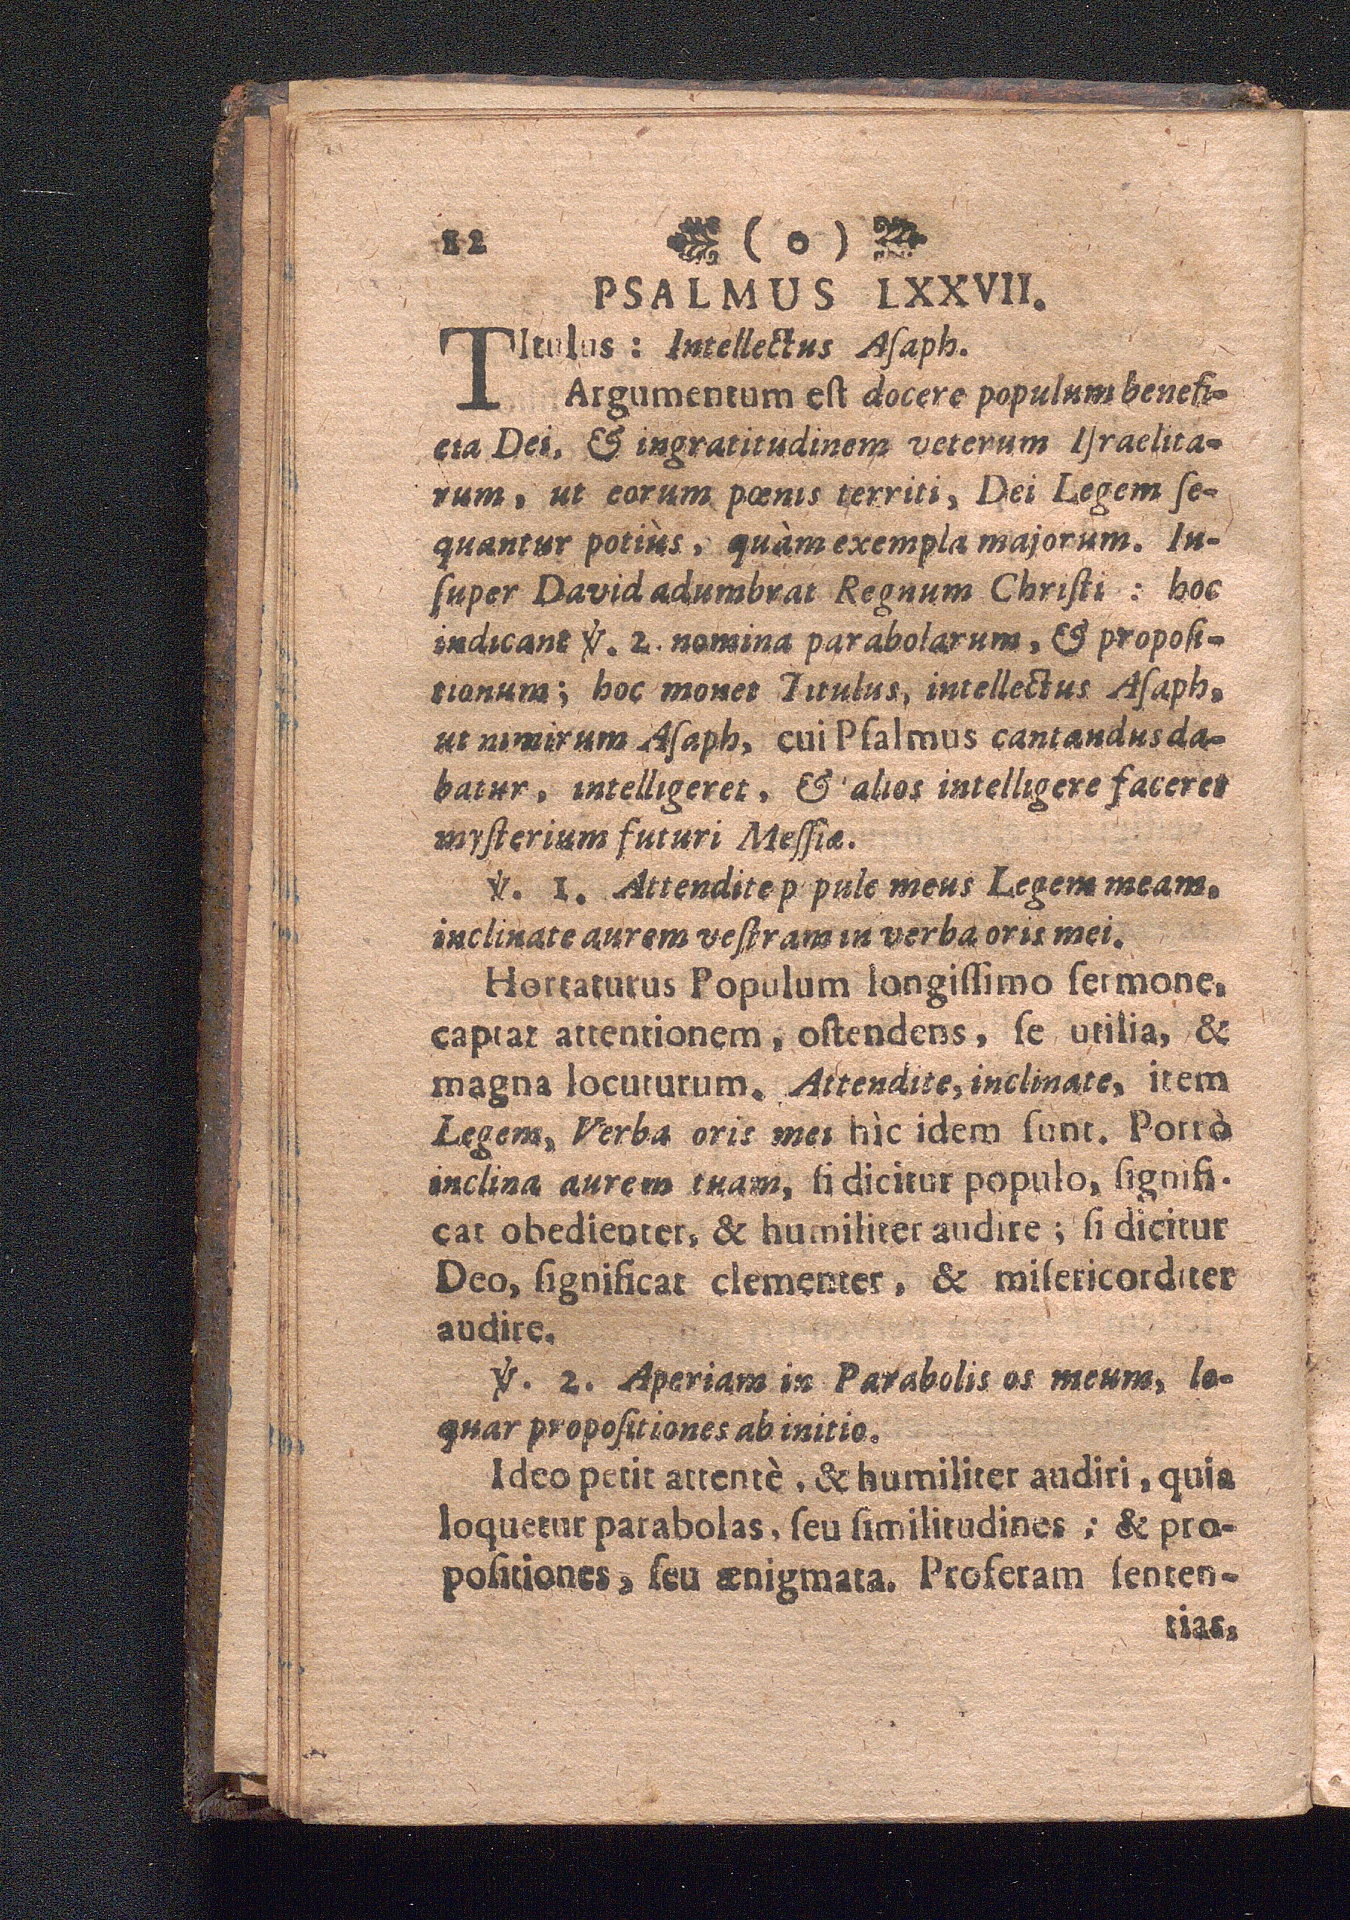 12 ( o )
PSALMUS LXXVII.
TItulus : Intellectus Aſaph.
Argumentum eſt docere populum benefi-
cia Dei, & ingratitudinem veterum Iſraelita-
rum, ut eorum pœnis territi, Dei Legem ſe-
quantur potiùs, quàm exempla majorum. In-
ſuper David adumbrat Regnum Chriſti : hoc
indicant ℣. 2. nomina parabolarum, & propoſi-
tionum; hoc monet Titulus, intellectus Aſaph,
ut nimirum Aſaph, cui Pſalmus cantandus da-
batur, intelligeret, & alios intelligere faceret
myſterium futuri Meſſiæ.
℣. 1. Attendite p pule meus Legem meam,
inclinate aurem veſtram in verba oris mei.
Hortaturus Populum longiſſimo ſermone,
captat attentionem, oſtendens, ſe utilia, &
magna locuturum. Attendite, inclinate, item
Legem, Verba oris mei hìc idem ſunt. Porrò
inclina aurem tuam, ſi dicitur populo, ſignifi-
cat obedienter, & humiliter audire ; ſi dicitur
Deo, ſignificat clementer, & miſericorditer
audire.
℣. 2. Aperiam in Parabolis os meum, lo-
quar propoſitiones ab initio.
Ideo petit attentè, & humiliter audiri, quia
loquetur parabolas, ſeu ſimilitudines ; & pro-
poſitiones, ſeu ænigmata. Proferam ſenten-
tias,